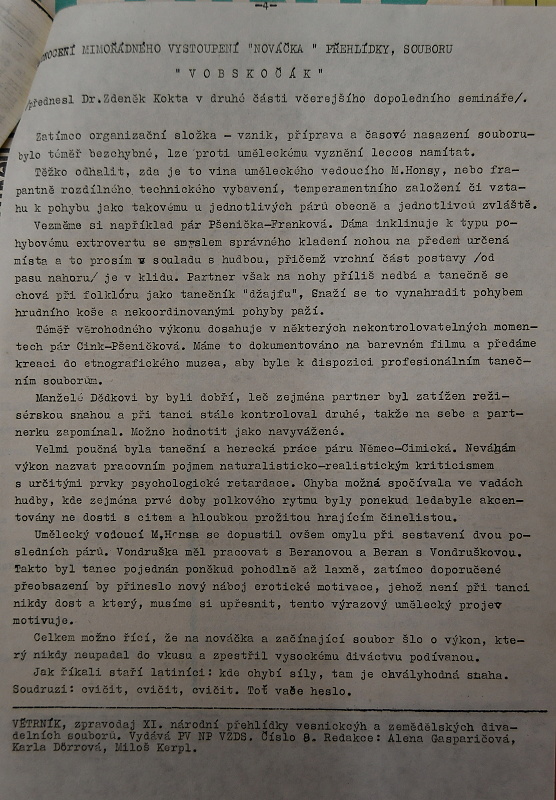 -4-
HNOCENÍ MIMOŘÁDNÉHO VYSTOUPENÍ "NOVÁČKA " PŘEHLÍDKY, SOUBORU
" V O B S K O Č Á K "
/přednesl Dr.Zdeněk Kokta v druhé části včerejšího dopoledního semináře/.
Zatímco organizační složka - vznik, příprava a časové nasazení souboru-
bylo téměř bezchybné, lze proti uměleckému vyznění leccos namítat.
Těžko odhalit, zda je to vina uměleckého vedoucího M.Honsy, nebo fra-
pantně rozdílného technického vybavení, temperamentního založení či vzta-
hu k pohybu jako takovému u jednotlivých párů obecně a jednotlivců zvláště.
Vezměme si například pár Pšenička-Frenková. Dáma inklinuje k typu po-
hybovému extrovertu se smyslem správného kladení nohou na předem určená
místa a to prosím v souladu s hudbou, přičemž vrchní část postavy /od
pasu nahoru/ je v klidu. Partner však na nohy příliš nedbá a tanečně se
chová při folklóru jako tanečník "džajfu", Snaží se to vynahradit pohybem
hrudního koše a nekoordinovanými pohyby paží.
Téměř věrohodného výkonu dosahuje v některých nekontrolovatelných momen-
tech pár Cink-Pšeničková. Máme to dokumentováno na barevném filmu a předáme
kreaci do etnografického muzea, aby byla k dispozici profesionálním taneč-
ním souborům.
Manželé Dědkovi by byli dobří, leč zejména partner byl zatížen reži-
sérskou snahou a při tanci stále kontroloval druhé, takže na sebe a part-
nerku zapomínal. Možno hodnotit jako navyvážené.
Velmi poučná byla taneční a herecká práce páru Němec-Cimická. Neváhám
výkon nazvat pracovním pojmem naturalisticko-realistickým kriticismem
s určitými prvky psychologické retardace. Chyba možná spočívala ve vadách
hudby, kde zejména prvé doby polkového rytmu byly ponekud ledabyle akcen-
továny ne dosti s citem a hloubkou prožitou hrajícím činelistou.
Umělecký vedoucí M,Honsa se dopustil ovšem omylu při sestavení dvou po-
sledních párů. Vondruška měl pracovat s Beranovou a Beran s Vondruškovou.
Takto byl tanec pojednán poněkud pohodlně až laxně, zatímco doporučené
přeobsazení by přineslo nový náboj erotické motivace, jehož není při tanci
nikdy dost a který, musíme si upřesnit, tento výrazový umělecký projev
motivuje.
Celkem možno říci, že na nováčka a začínající soubor šlo o výkon, kte-
rý nikdy neupadal do vkusu a zpestřil vysockému diváctvu podívanou.
Jak říkali staří latiníci: kde chybí síly, tam je chvályhodná snaha.
Soudruzi: cvičit, cvičit, cvičit. Toť vaše heslo.
VĚTRNÍK, zpravodaj XI. národní přehlídky vesnickcýh a zemědělských diva-
delních souborů. Vydává PV NP VZDS. Číslo 8. Redakce: Alena Gasparičová,
Karla Dörrová, Miloš Kerpl.